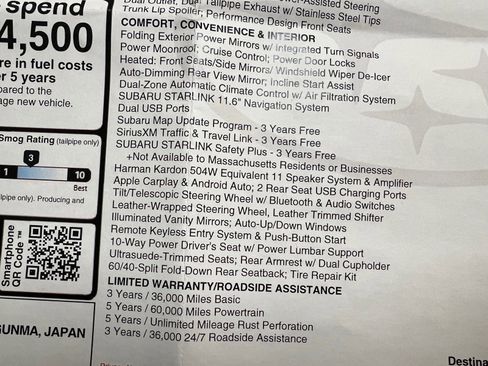 spend
4,500
re in fuel costs
er 5 years
pared to the
age new vehicle.
Smog Rating (tailpipe only)
3
1
10
Best
pipe only). Producing and
Smartphone
QR Code™
GUNMA, JAPAN
Dual Outlet, Dual Tailpipe Exhaust w/ Stainless Steel Tips
Trunk Lip Spoiler; Performance Design Front Seats
COMFORT, CONVENIENCE & INTERIOR
Folding Exterior Power Mirrors w/ Integrated Turn Signals
Power Moonroof; Cruise Control; Power Door Locks
Heated: Front Seats/Side Mirrors/ Windshield Wiper De-Icer
Auto-Dimming Rear View Mirror; Incline Start Assist
Dual-Zone Automatic Climate Control w/ Air Filtration System
SUBARU STARLINK 11.6" Navigation System
Dual USB Ports
Subaru Map Update Program - 3 Years Free
SiriusXM Traffic & Travel Link - 3 Years Free
SUBARU STARLINK Safety Plus - 3 Years Free
+Not Available to Massachusetts Residents or Businesses
Harman Kardon 504W Equivalent 11 Speaker System & Amplifier
Apple Carplay & Android Auto; 2 Rear Seat USB Charging Ports
Tilt/Telescopic Steering Wheel w/ Bluetooth & Audio Switches
Leather-Wrapped Steering Wheel, Leather Trimmed Shifter
Illuminated Vanity Mirrors; Auto-Up/Down Windows
Remote Keyless Entry System & Push-Button Start
10-Way Power Driver's Seat w/ Power Lumbar Support
Ultrasuede-Trimmed Seats; Rear Armrest w/ Dual Cupholder
60/40-Split Fold-Down Rear Seatback; Tire Repair Kit
LIMITED WARRANTY/ROADSIDE ASSISTANCE
3 Years / 36,000 Miles Basic
5 Years / 60,000 Miles Powertrain
5 Years / Unlimited Mileage Rust Perforation
3 Years / 36,000 24/7 Roadside Assistance
Destina